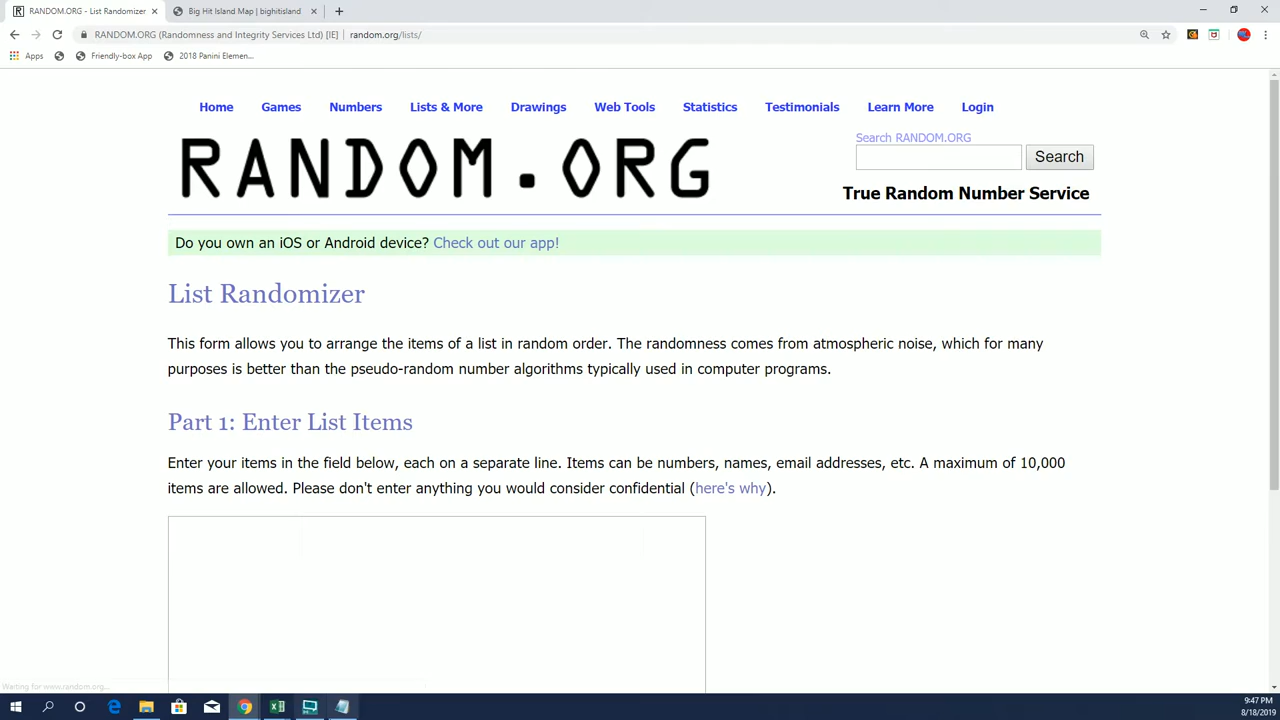 RANDOM.ORG - List Randomizer
Big Hit Island Map | bighitisland
RANDOM.ORG (Randomness and Integrity Services Ltd) [IE] | random.org/lists/
Apps Friendly-box App 2018 Panini Elemen...
Home Games Numbers Lists & More Drawings Web Tools Statistics Testimonials Learn More Login
RANDOM.ORG
Search RANDOM.ORG
Search
True Random Number Service
Do you own an iOS or Android device? Check out our app!
List Randomizer
This form allows you to arrange the items of a list in random order. The randomness comes from atmospheric noise, which for many
purposes is better than the pseudo-random number algorithms typically used in computer programs.
Part 1: Enter List Items
Enter your items in the field below, each on a separate line. Items can be numbers, names, email addresses, etc. A maximum of 10,000
items are allowed. Please don't enter anything you would consider confidential (here's why).
Waiting for www.random.org...
9:47 PM
8/18/2019